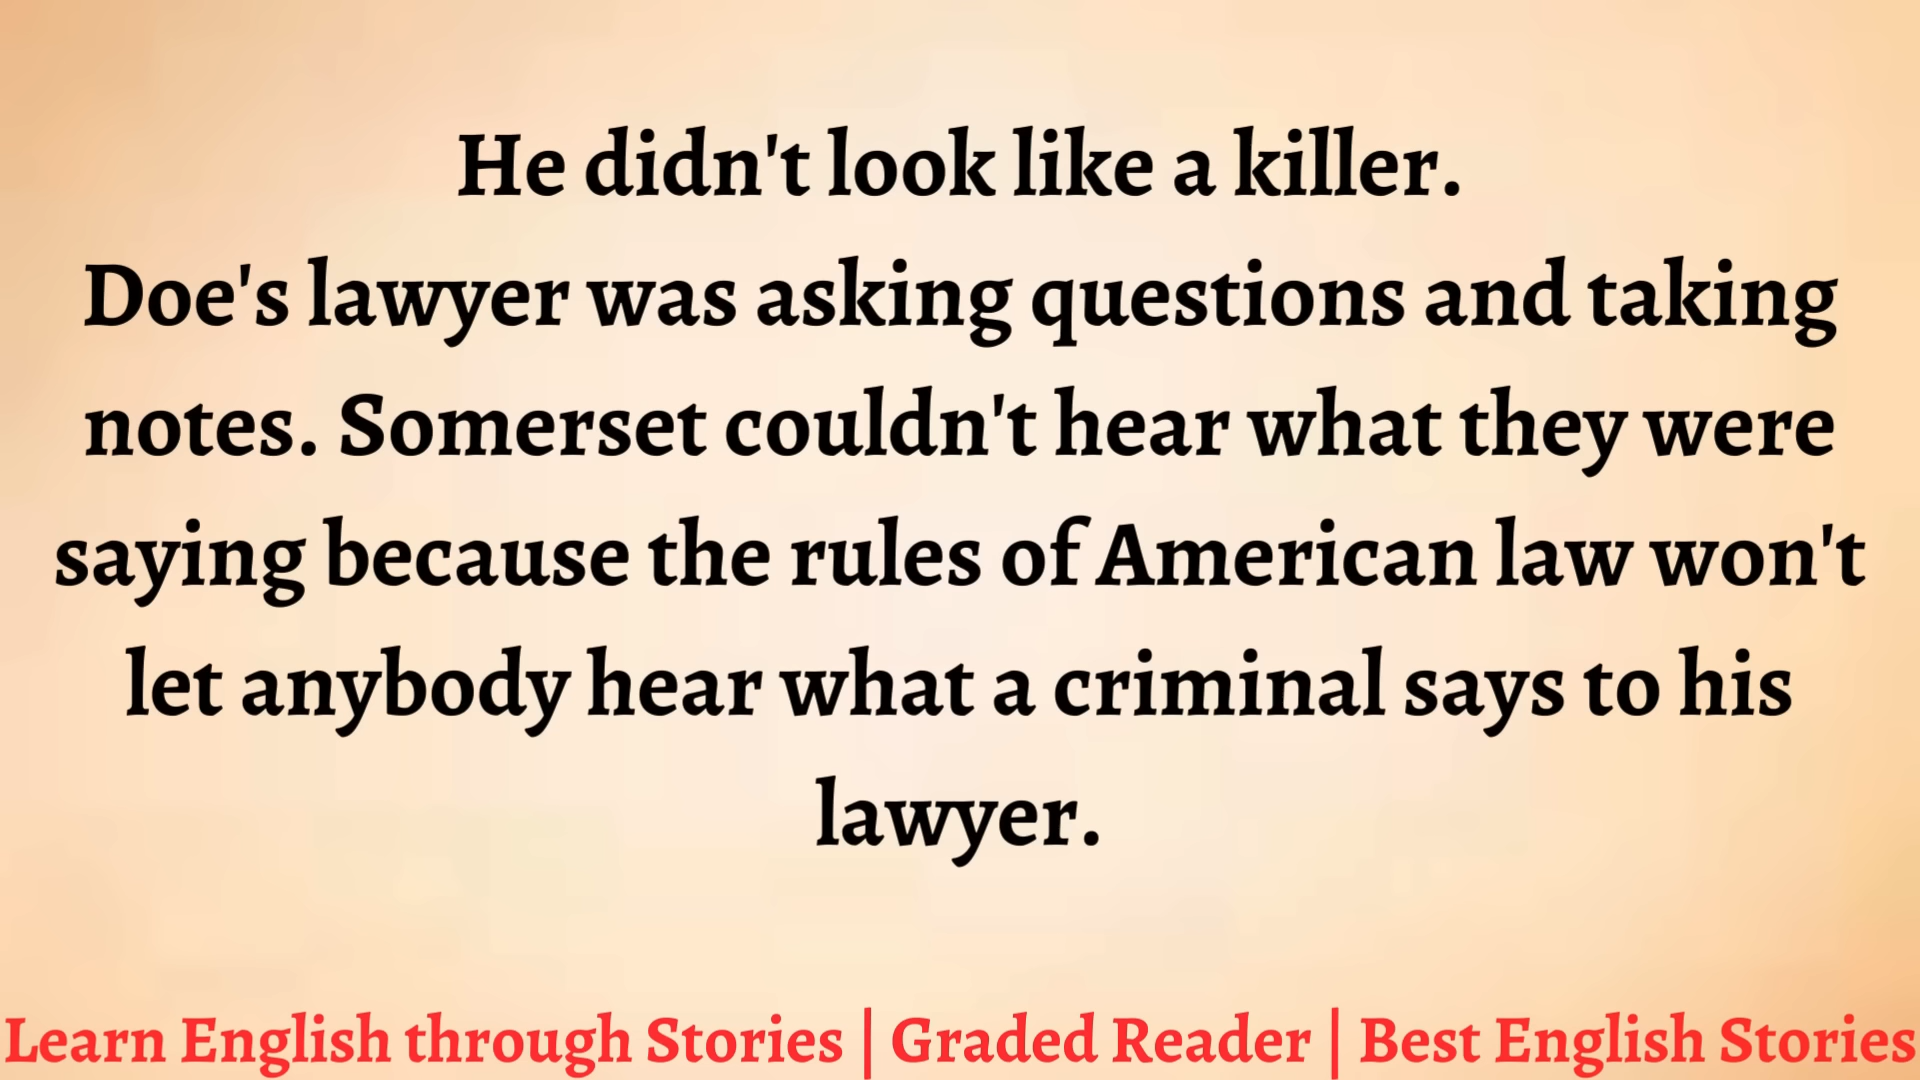 He didn't look like a killer.
Doe's lawyer was asking questions and taking
notes. Somerset couldn't hear what they were
saying because the rules of American law won't
let anybody hear what a criminal says to his
lawyer.
Learn English through Stories | Graded Reader | Best English Stories